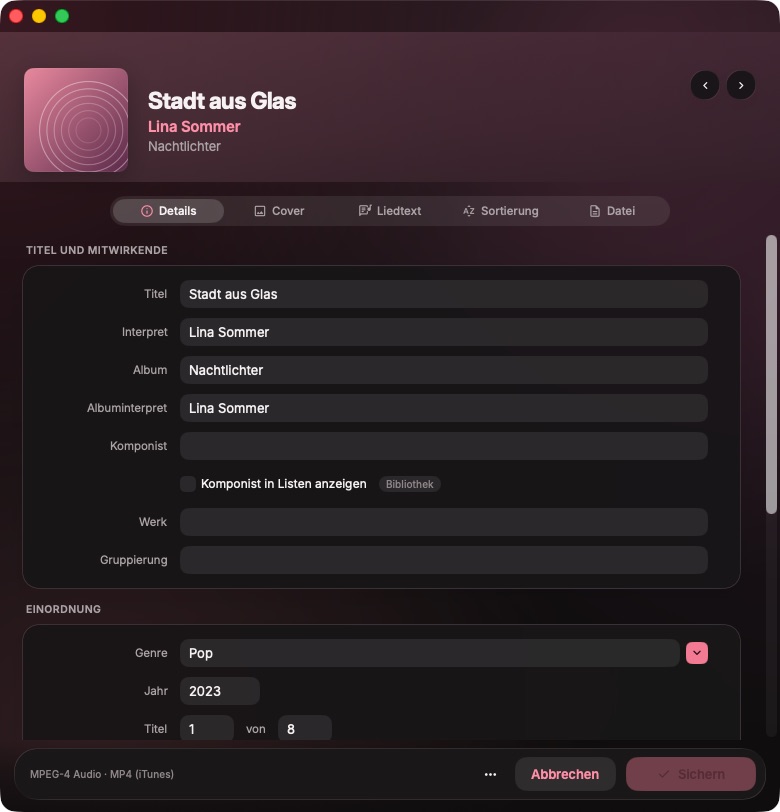 Stadt aus Glas
Lina Sommer
Nachtlichter
Details Cover Liedtext Sortierung Datei
TITEL UND MITWIRKENDE
Titel Stadt aus Glas
Interpret Lina Sommer
Album Nachtlichter
Albuminterpret Lina Sommer
Komponist
Komponist in Listen anzeigen Bibliothek
Werk
Gruppierung
EINORDNUNG
Genre Pop
Jahr 2023
Titel 1 von 8
MPEG-4 Audio · MP4 (iTunes) ••• Abbrechen Sichern